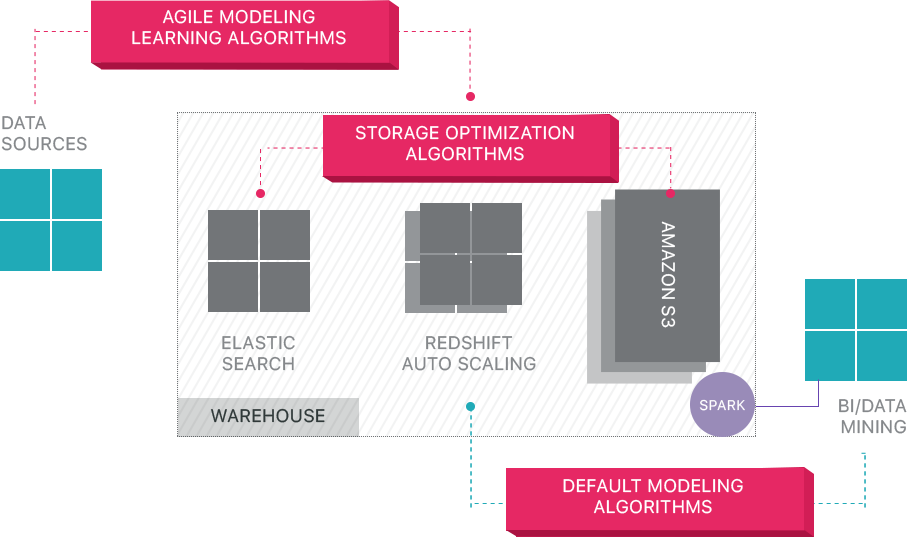 AGILE MODELING
LEARNING ALGORITHMS
DATA
SOURCES
STORAGE OPTIMIZATION
ALGORITHMS
AMAZON S3
ELASTIC
SEARCH
REDSHIFT
AUTO SCALING
SPARK
WAREHOUSE
BI/DATA
MINING
DEFAULT MODELING
ALGORITHMS